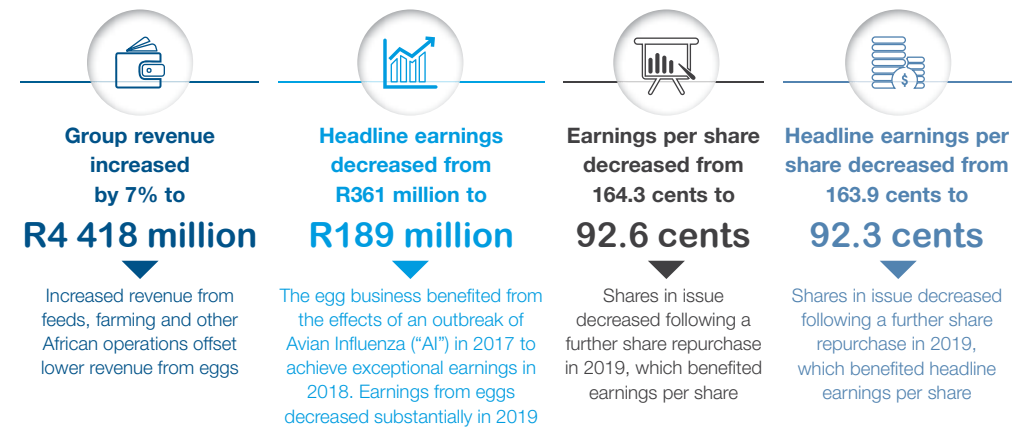 Group revenue
increased
by 7% to
R4 418 million
Increased revenue from
feeds, farming and other
African operations offset
lower revenue from eggs
Headline earnings
decreased from
R361 million to
R189 million
The egg business benefited from
the effects of an outbreak of
Avian Influenza (“AI”) in 2017 to
achieve exceptional earnings in
2018. Earnings from eggs
decreased substantially in 2019
Earnings per share
decreased from
164.3 cents to
92.6 cents
Shares in issue
decreased following a
further share repurchase
in 2019, which benefited
earnings per share
$
Headline earnings per
share decreased from
163.9 cents to
92.3 cents
Shares in issue decreased
following a further share
repurchase in 2019,
which benefited headline
earnings per share